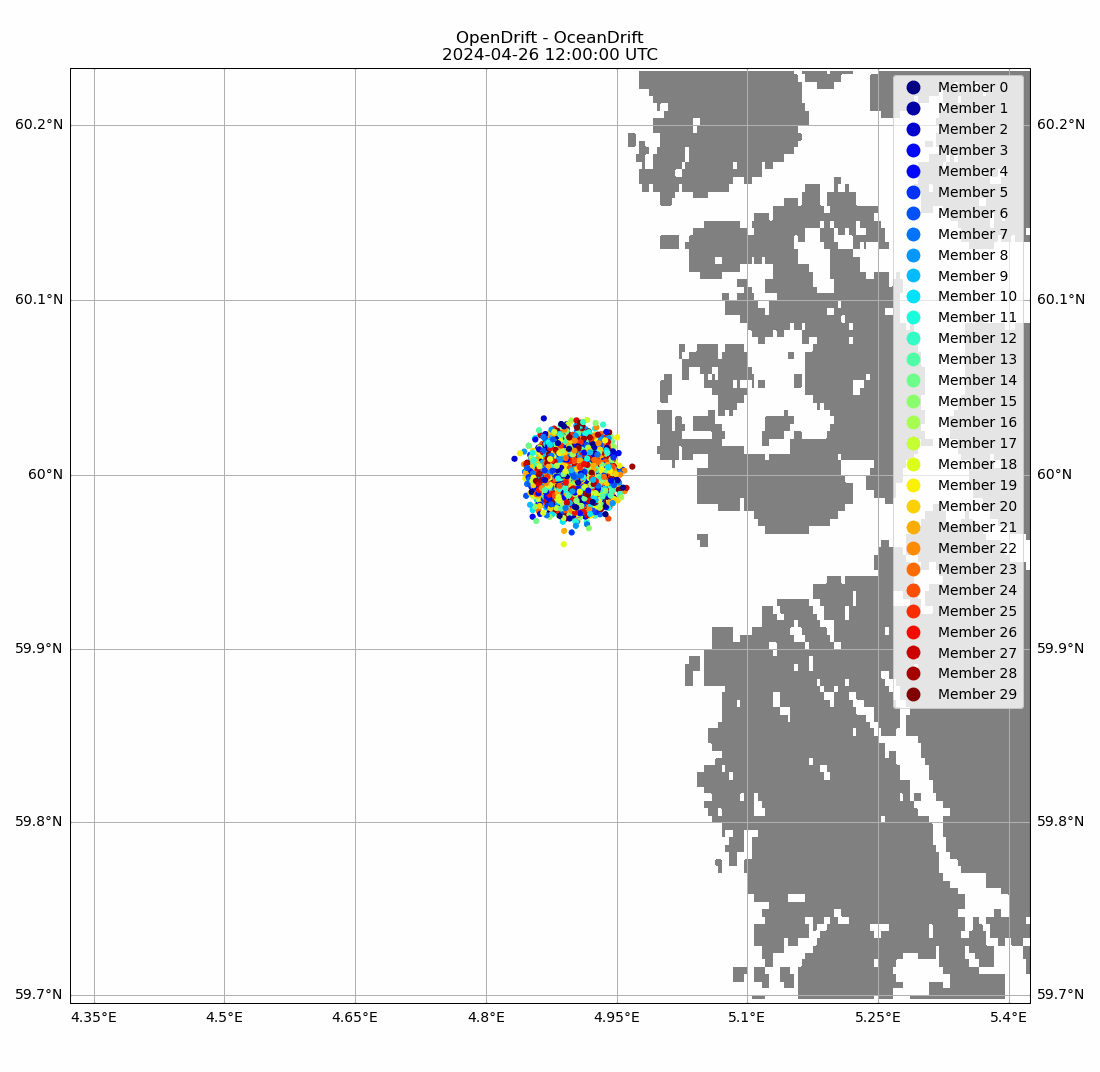 OpenDrift - OceanDrift
2024-04-26 12:00:00 UTC
Member 0
Member 1
Member 2
Member 3
Member 4
Member 5
Member 6
Member 7
Member 8
Member 9
Member 10
Member 11
Member 12
Member 13
Member 14
Member 15
Member 16
Member 17
Member 18
Member 19
Member 20
Member 21
Member 22
Member 23
Member 24
Member 25
Member 26
Member 27
Member 28
Member 29
60.2°N 60.2°N
60.1°N 60.1°N
60°N 60°N
59.9°N 59.9°N
59.8°N 59.8°N
59.7°N 59.7°N
4.35°E 4.5°E 4.65°E 4.8°E 4.95°E 5.1°E 5.25°E 5.4°E